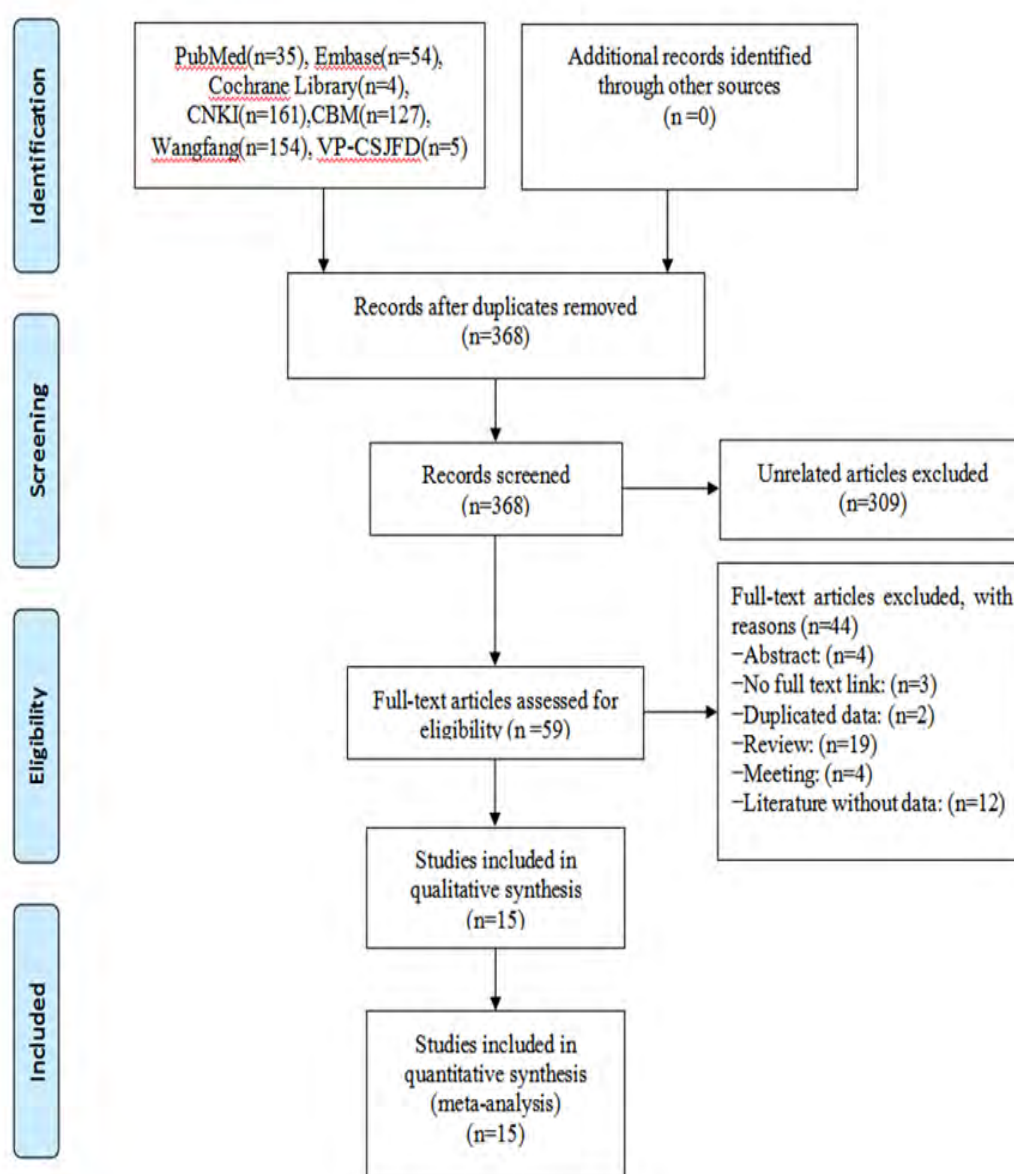 Identification
PubMed(n=35), Embase(n=54),
Cochrane Library(n=4),
CNKI(n=161),CBM(n=127),
Wangfang(n=154), VP-CSJFD(n=5)
Additional records identified
through other sources
(n =0)
Records after duplicates removed
(n=368)
Screening
Records screened
(n=368)
Unrelated articles excluded
(n=309)
Eligibility
Full-text articles assessed for
eligibility (n =59)
Full-text articles excluded, with
reasons (n=44)
−Abstract: (n=4)
−No full text link: (n=3)
−Duplicated data: (n=2)
−Review: (n=19)
−Meeting: (n=4)
−Literature without data: (n=12)
Studies included in
qualitative synthesis
(n=15)
Included
Studies included in
quantitative synthesis
(meta-analysis)
(n=15)